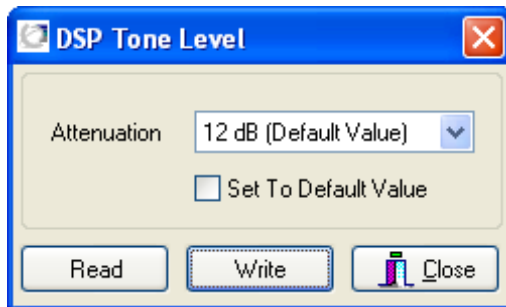 DSP Tone Level
Attenuation 12 dB (Default Value)
Set To Default Value
Read Write Close